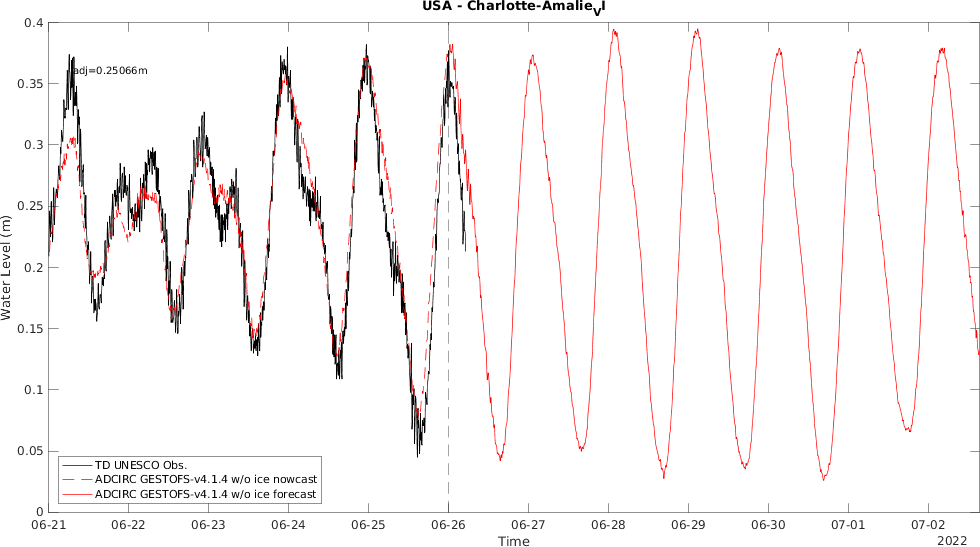 USA - Charlotte-AmalieVI
0.4
adj=0.25066m
0.35
0.3
0.25
Water Level (m)
0.2
0.15
0.1
0.05
TD UNESCO Obs.
ADCIRC GESTOFS-v4.1.4 w/o ice nowcast
ADCIRC GESTOFS-v4.1.4 w/o ice forecast
0
06-21 06-22 06-23 06-24 06-25 06-26 06-27 06-28 06-29 06-30 07-01 07-02
Time
2022